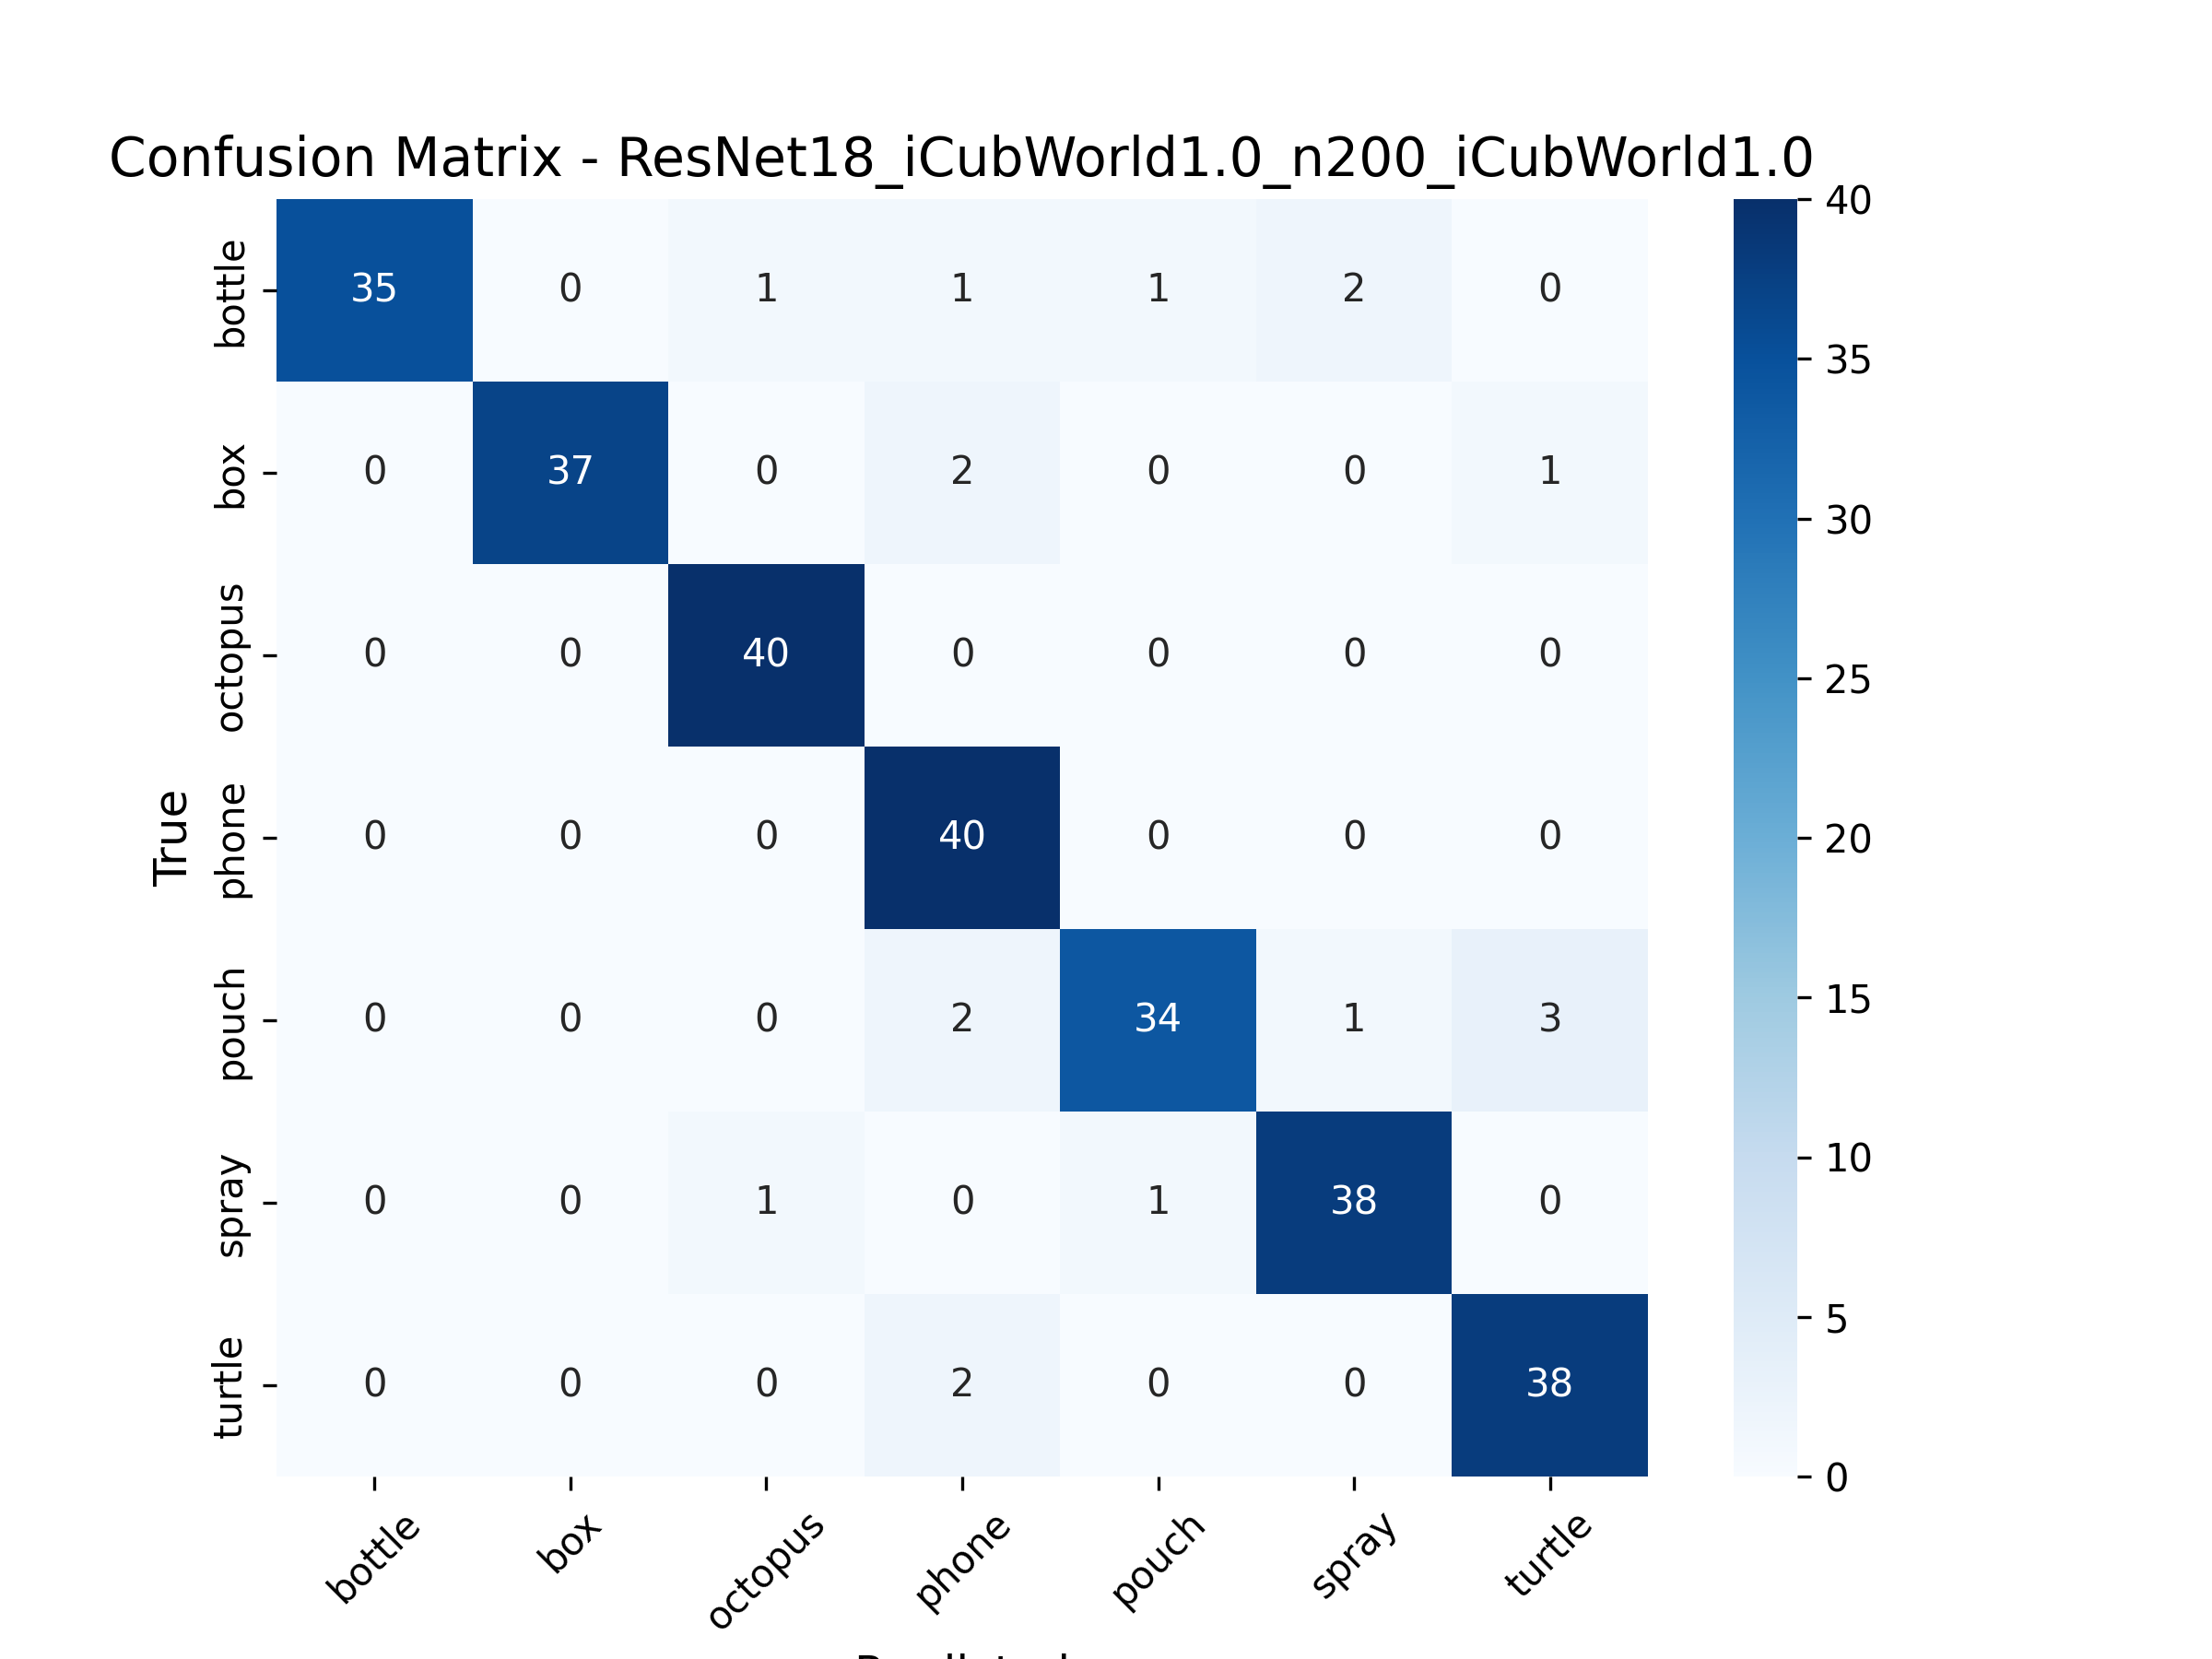 Confusion Matrix - ResNet18_iCubWorld1.0_n200_iCubWorld1.0
True
bottle 35 0 1 1 1 2 0
box 0 37 0 2 0 0 1
octopus 0 0 40 0 0 0 0
phone 0 0 0 40 0 0 0
pouch 0 0 0 2 34 1 3
spray 0 0 1 0 1 38 0
turtle 0 0 0 2 0 0 38
bottle box octopus phone pouch spray turtle
Predicted
40
35
30
25
20
15
10
5
0